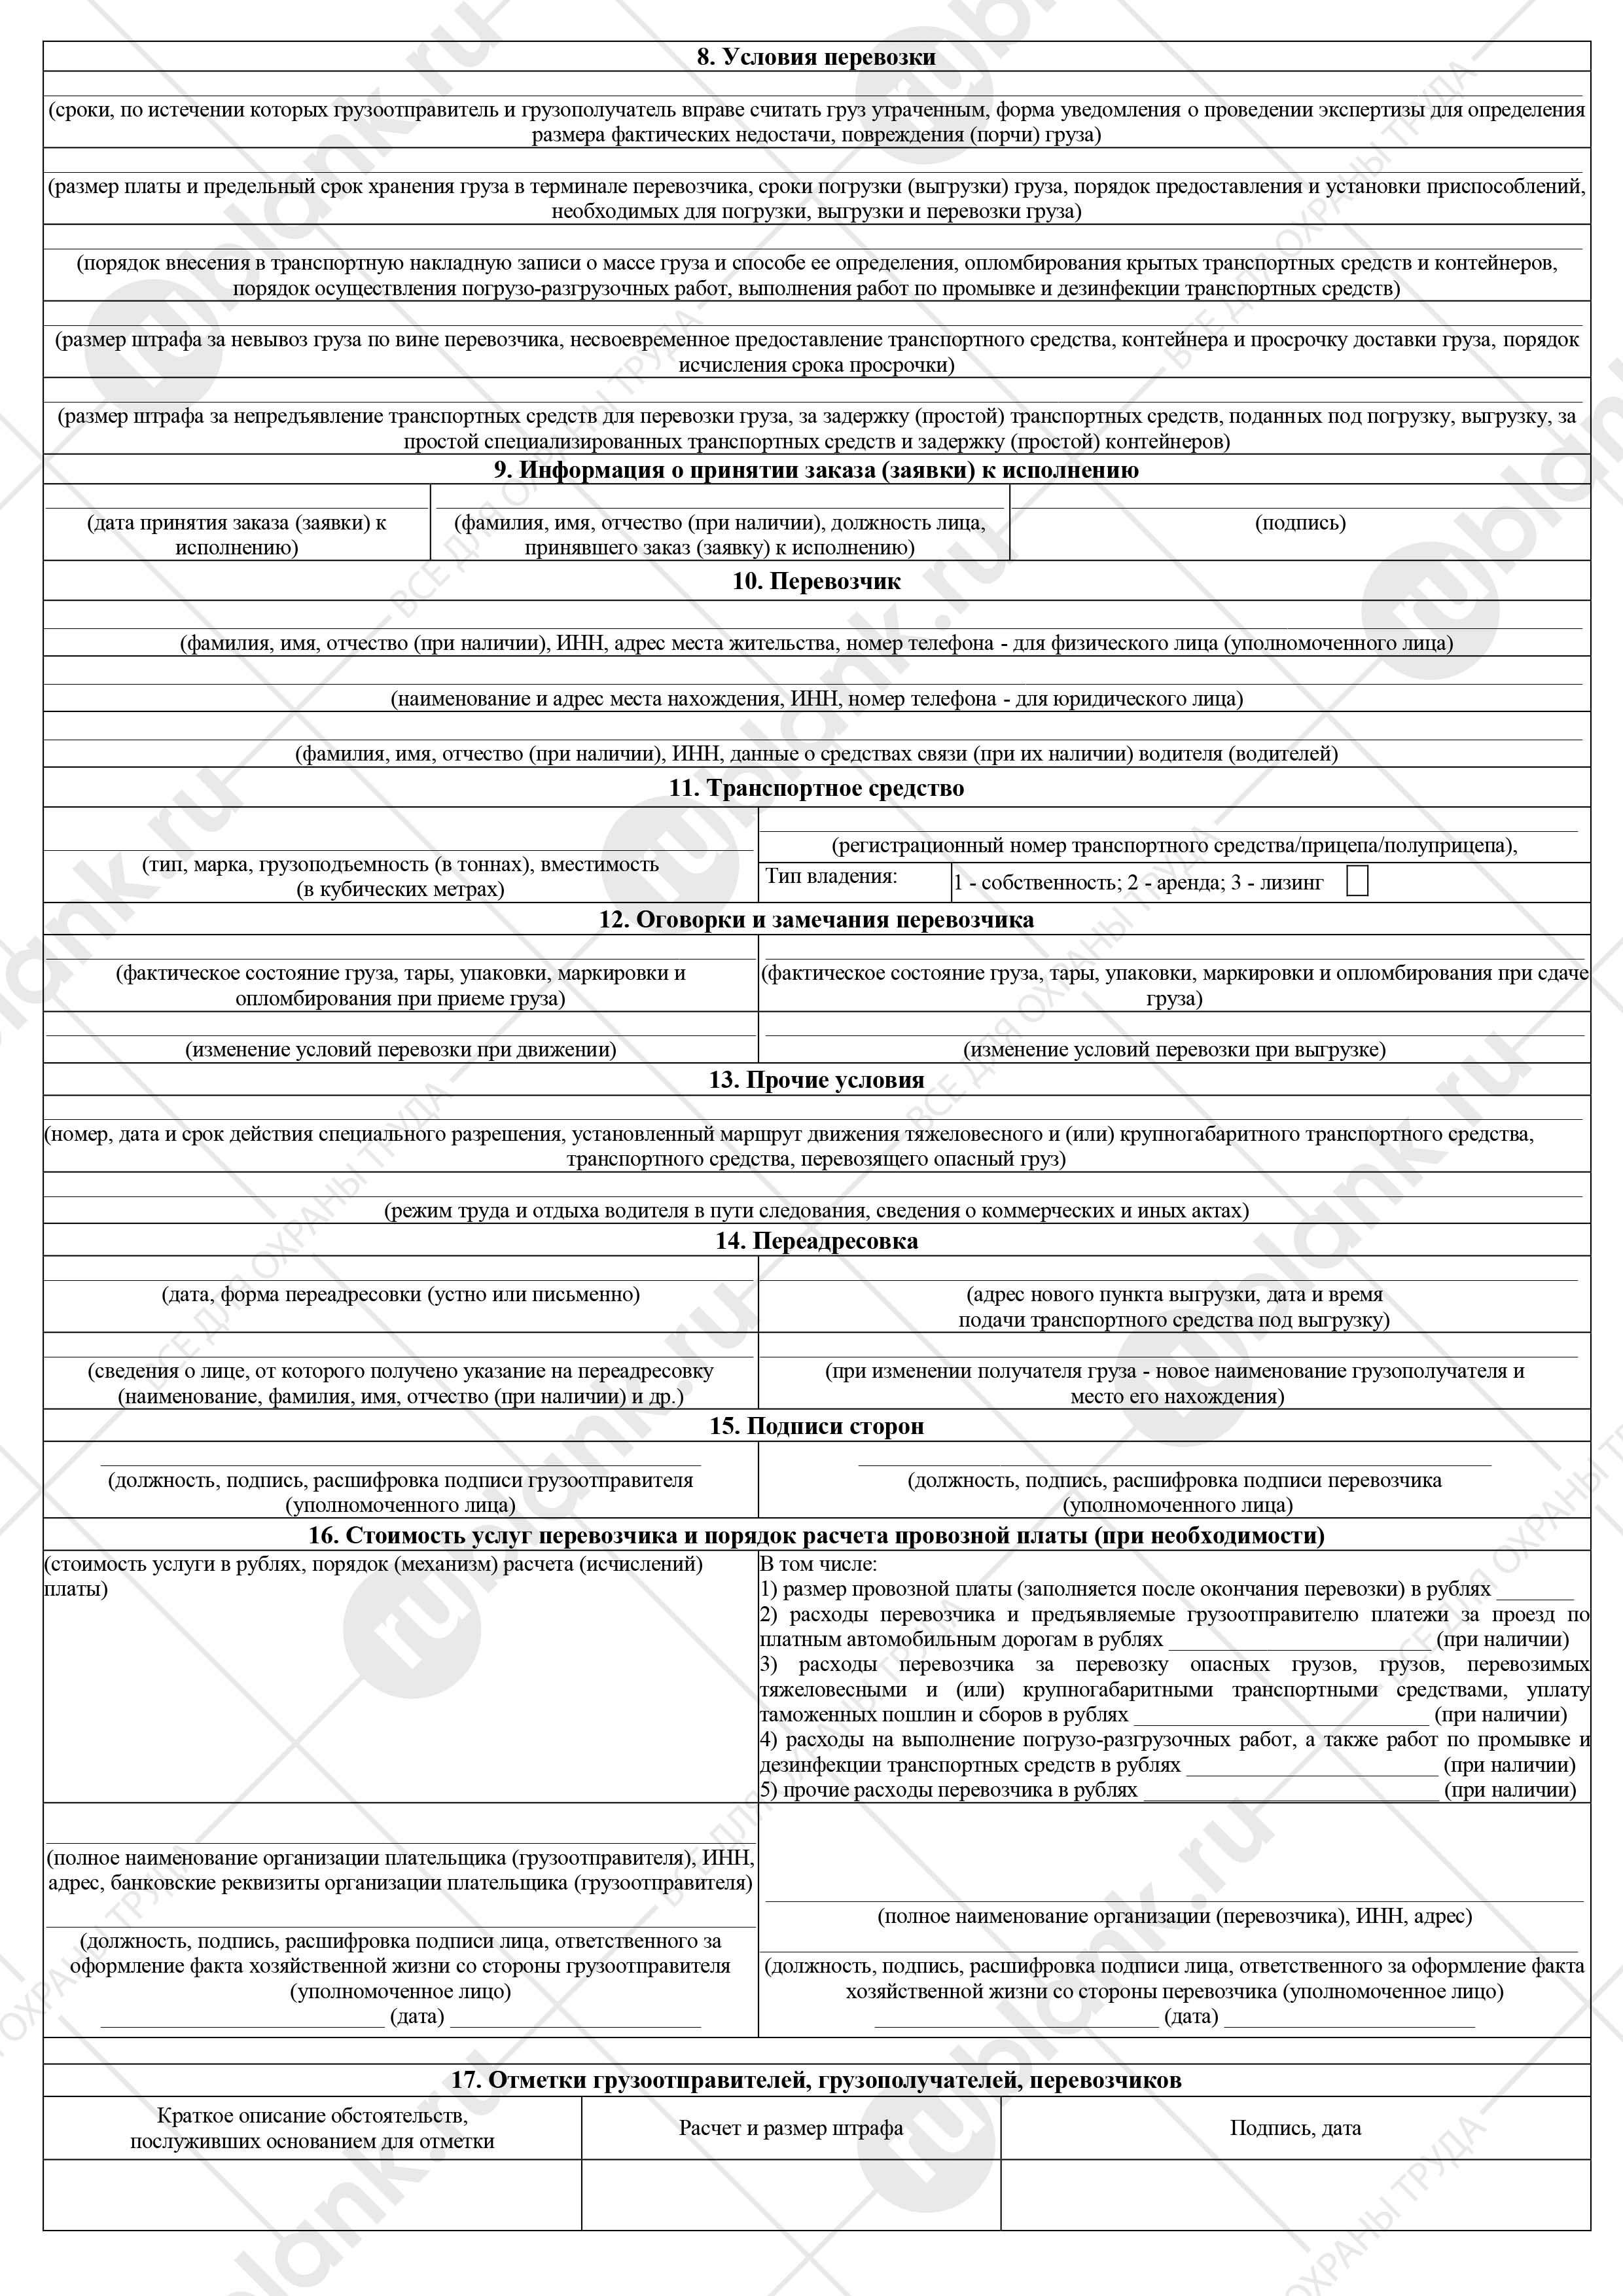 8. Условия перевозки
(сроки, по истечении которых грузоотправитель и грузополучатель вправе считать груз утраченным, форма уведомления о проведении экспертизы для определения
размера фактических недостачи, повреждения (порчи) груза)
(размер платы и предельный срок хранения груза в терминале перевозчика, сроки погрузки (выгрузки) груза, порядок предоставления и установки приспособлений,
необходимых для погрузки, выгрузки и перевозки груза)
(порядок внесения в транспортную накладную записи о массе груза и способе ее определения, опломбирования крытых транспортных средств и контейнеров,
порядок осуществления погрузо-разгрузочных работ, выполнения работ по промывке и дезинфекции транспортных средств)
(размер штрафа за невывоз груза по вине перевозчика, несвоевременное предоставление транспортного средства, контейнера и просрочку доставки груза, порядок
исчисления срока просрочки)
(размер штрафа за непредъявление транспортных средств для перевозки груза, за задержку (простой) транспортных средств, поданных под погрузку, выгрузку, за
простой специализированных транспортных средств и задержку (простой) контейнеров)
9. Информация о принятии заказа (заявки) к исполнению
(дата принятия заказа (заявки) к
исполнению)
(фамилия, имя, отчество (при наличии), должность лица,
принявшего заказ (заявку) к исполнению)
(подпись)
10. Перевозчик
(фамилия, имя, отчество (при наличии), ИНН, адрес места жительства, номер телефона - для физического лица (уполномоченного лица)
(наименование и адрес места нахождения, ИНН, номер телефона - для юридического лица)
(фамилия, имя, отчество (при наличии), ИНН, данные о средствах связи (при их наличии) водителя (водителей)
11. Транспортное средство
(тип, марка, грузоподъемность (в тоннах), вместимость
(в кубических метрах)
(регистрационный номер транспортного средства/прицепа/полуприцепа),
Тип владения:
1 - собственность; 2 - аренда; 3 - лизинг
12. Оговорки и замечания перевозчика
(фактическое состояние груза, тары, упаковки, маркировки и
опломбирования при приеме груза)
(фактическое состояние груза, тары, упаковки, маркировки и опломбирования при сдаче
груза)
(изменение условий перевозки при движении)
(изменение условий перевозки при выгрузке)
13. Прочие условия
(номер, дата и срок действия специального разрешения, установленный маршрут движения тяжеловесного и (или) крупногабаритного транспортного средства,
транспортного средства, перевозящего опасный груз)
(режим труда и отдыха водителя в пути следования, сведения о коммерческих и иных актах)
14. Переадресовка
(дата, форма переадресовки (устно или письменно)
(адрес нового пункта выгрузки, дата и время
подачи транспортного средства под выгрузку)
(сведения о лице, от которого получено указание на переадресовку
(наименование, фамилия, имя, отчество (при наличии) и др.)
(при изменении получателя груза - новое наименование грузополучателя и
место его нахождения)
15. Подписи сторон
(должность, подпись, расшифровка подписи грузоотправителя
(уполномоченного лица)
(должность, подпись, расшифровка подписи перевозчика
(уполномоченного лица)
16. Стоимость услуг перевозчика и порядок расчета провозной платы (при необходимости)
(стоимость услуги в рублях, порядок (механизм) расчета (исчислений)
платы)
В том числе:
1) размер провозной платы (заполняется после окончания перевозки) в рублях _______
2) расходы перевозчика и предъявляемые грузоотправителю платежи за проезд по
платным автомобильным дорогам в рублях ________________________ (при наличии)
3) расходы перевозчика за перевозку опасных грузов, грузов, перевозимых
тяжеловесными и (или) крупногабаритными транспортными средствами, уплату
таможенных пошлин и сборов в рублях ___________________________ (при наличии)
4) расходы на выполнение погрузо-разгрузочных работ, а также работ по промывке и
дезинфекции транспортных средств в рублях _______________________ (при наличии)
5) прочие расходы перевозчика в рублях ___________________________ (при наличии)
(полное наименование организации плательщика (грузоотправителя), ИНН,
адрес, банковские реквизиты организации плательщика (грузоотправителя)
(должность, подпись, расшифровка подписи лица, ответственного за
оформление факта хозяйственной жизни со стороны грузоотправителя
(уполномоченное лицо)
__________________________ (дата) _____________________
(полное наименование организации (перевозчика), ИНН, адрес)
(должность, подпись, расшифровка подписи лица, ответственного за оформление факта
хозяйственной жизни со стороны перевозчика (уполномоченное лицо)
__________________________ (дата) _____________________
17. Отметки грузоотправителей, грузополучателей, перевозчиков
Краткое описание обстоятельств,
послуживших основанием для отметки
Расчет и размер штрафа
Подпись, дата
rublank.ru
ВСЕ ДЛЯ ОХРАНЫ ТРУДА